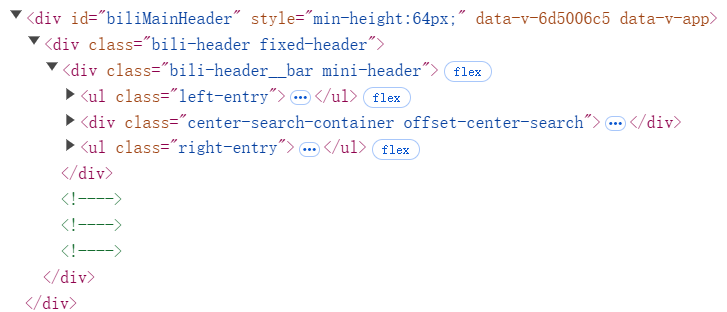 <div id="biliMainHeader" style="min-height:64px;" data-v-6d5006c5 data-v-app>
<div class="bili-header fixed-header">
<div class="bili-header__bar mini-header"> flex
<ul class="left-entry"> ••• </ul> flex
<div class="center-search-container offset-center-search"> ••• </div>
<ul class="right-entry"> ••• </ul> flex
</div>
<!---->
<!---->
<!---->
</div>
</div>